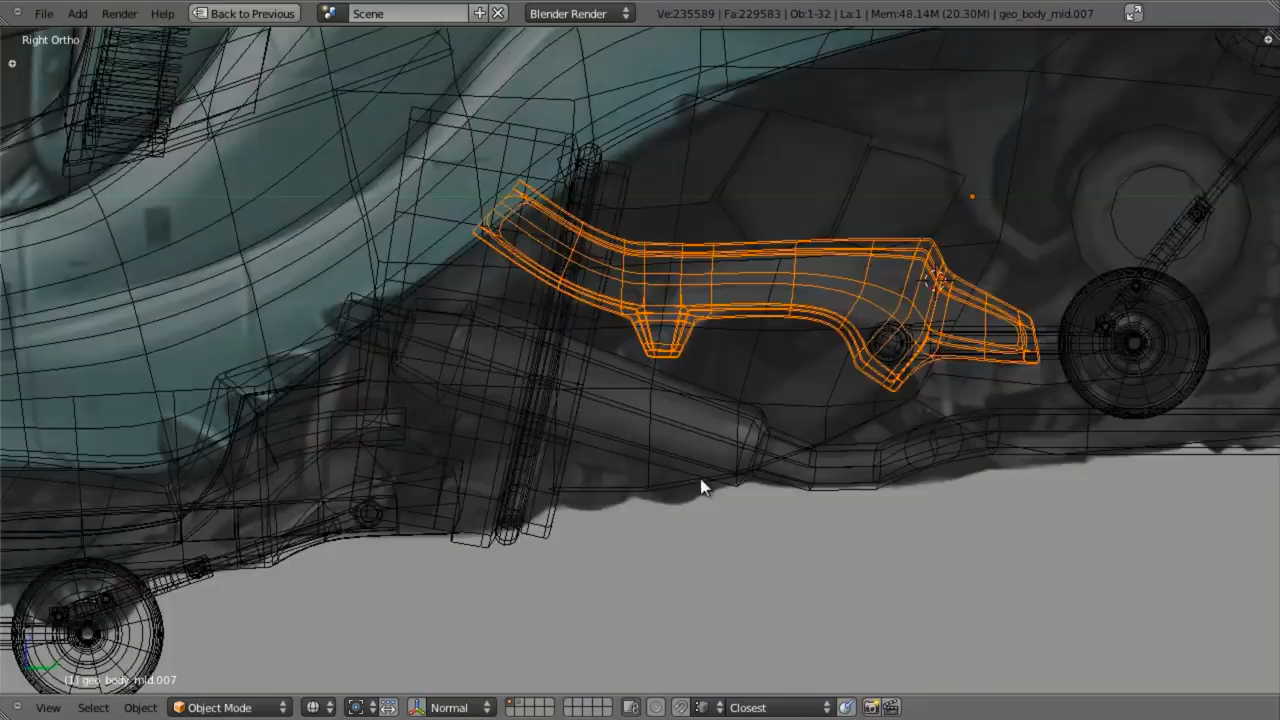 File Add Render Help Back to Previous Scene Blender Render Ve:235589 | Fa:229583 | Ob:1-32 | La:1 | Mem:48.14M (20.30M) | geo_body_mid.007
Right Ortho
(1) geo_body_mid.007
View Select Object Object Mode Normal Closest